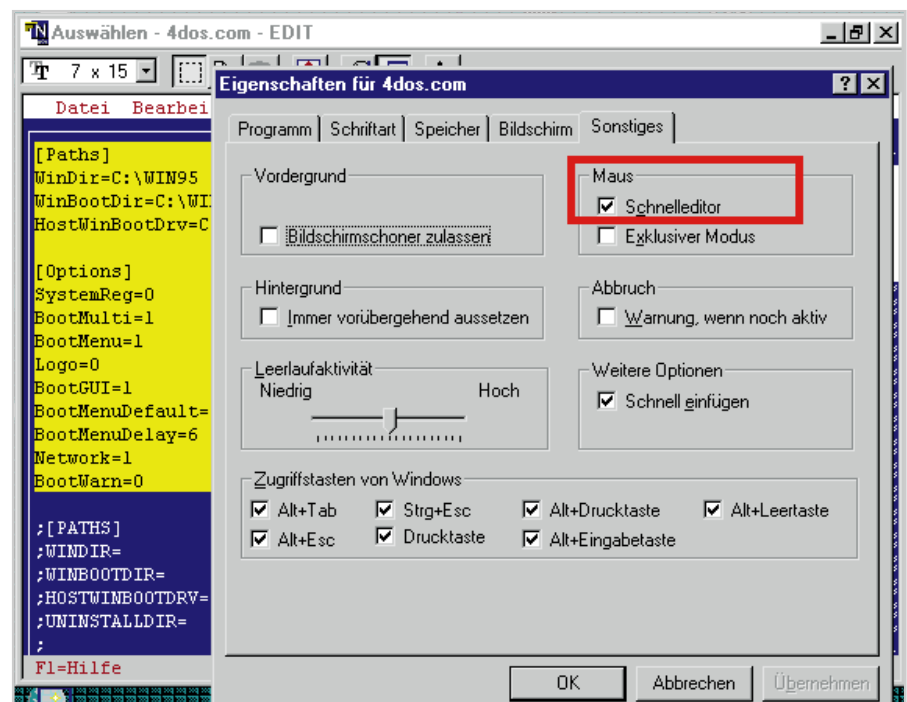 Auswählen - 4dos.com - EDIT
7 x 15
Datei Bearbei
Eigenschaften für 4dos.com
Programm Schriftart Speicher Bildschirm Sonstiges
[Paths]
WinDir=C:\WIN95
WinBootDir=C:\WI
HostWinBootDrv=C
[Options]
SystemReg=0
BootMulti=1
BootMenu=1
Logo=0
BootGUI=1
BootMenuDefault=
BootMenuDelay=6
Network=1
BootWarn=0
;[PATHS]
;WINDIR=
;WINBOOTDIR=
;HOSTWINBOOTDRV=
;UNINSTALLDIR=
;
F1=Hilfe
Vordergrund
Bildschirmschoner zulassen
Maus
Schnelleditor
Exklusiver Modus
Hintergrund
Immer vorübergehend aussetzen
Abbruch
Warnung, wenn noch aktiv
Leerlaufaktivität
Niedrig Hoch
Weitere Optionen
Schnell einfügen
Zugriffstasten von Windows
Alt+Tab Strg+Esc Alt+Drucktaste Alt+Leertaste
Alt+Esc Drucktaste Alt+Eingabetaste
OK Abbrechen Übernehmen